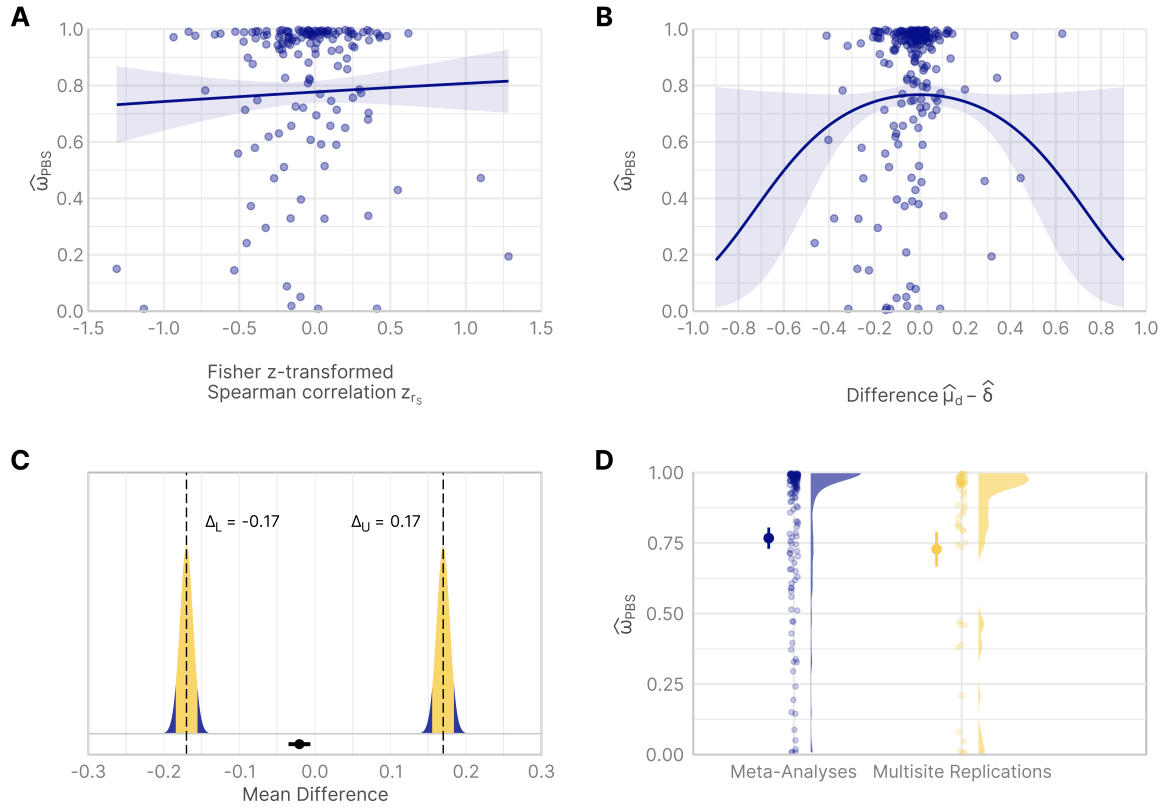 A
B
1.0
0.8
0.6
0.4
0.2
0.0
ω̂PBS
-1.5
-1.0
-0.5
0.0
0.5
1.0
1.5
Fisher z-transformed
Spearman correlation zrs
1.0
0.8
0.6
0.4
0.2
0.0
ω̂PBS
-1.0
-0.8
-0.6
-0.4
-0.2
0.0
0.2
0.4
0.6
0.8
1.0
Difference μ̂d – δ̂
C
D
ΔL = -0.17
ΔU = 0.17
-0.3
-0.2
-0.1
0.0
0.1
0.2
0.3
Mean Difference
1.00
0.75
0.50
0.25
0.00
ω̂PBS
Meta-Analyses
Multisite Replications